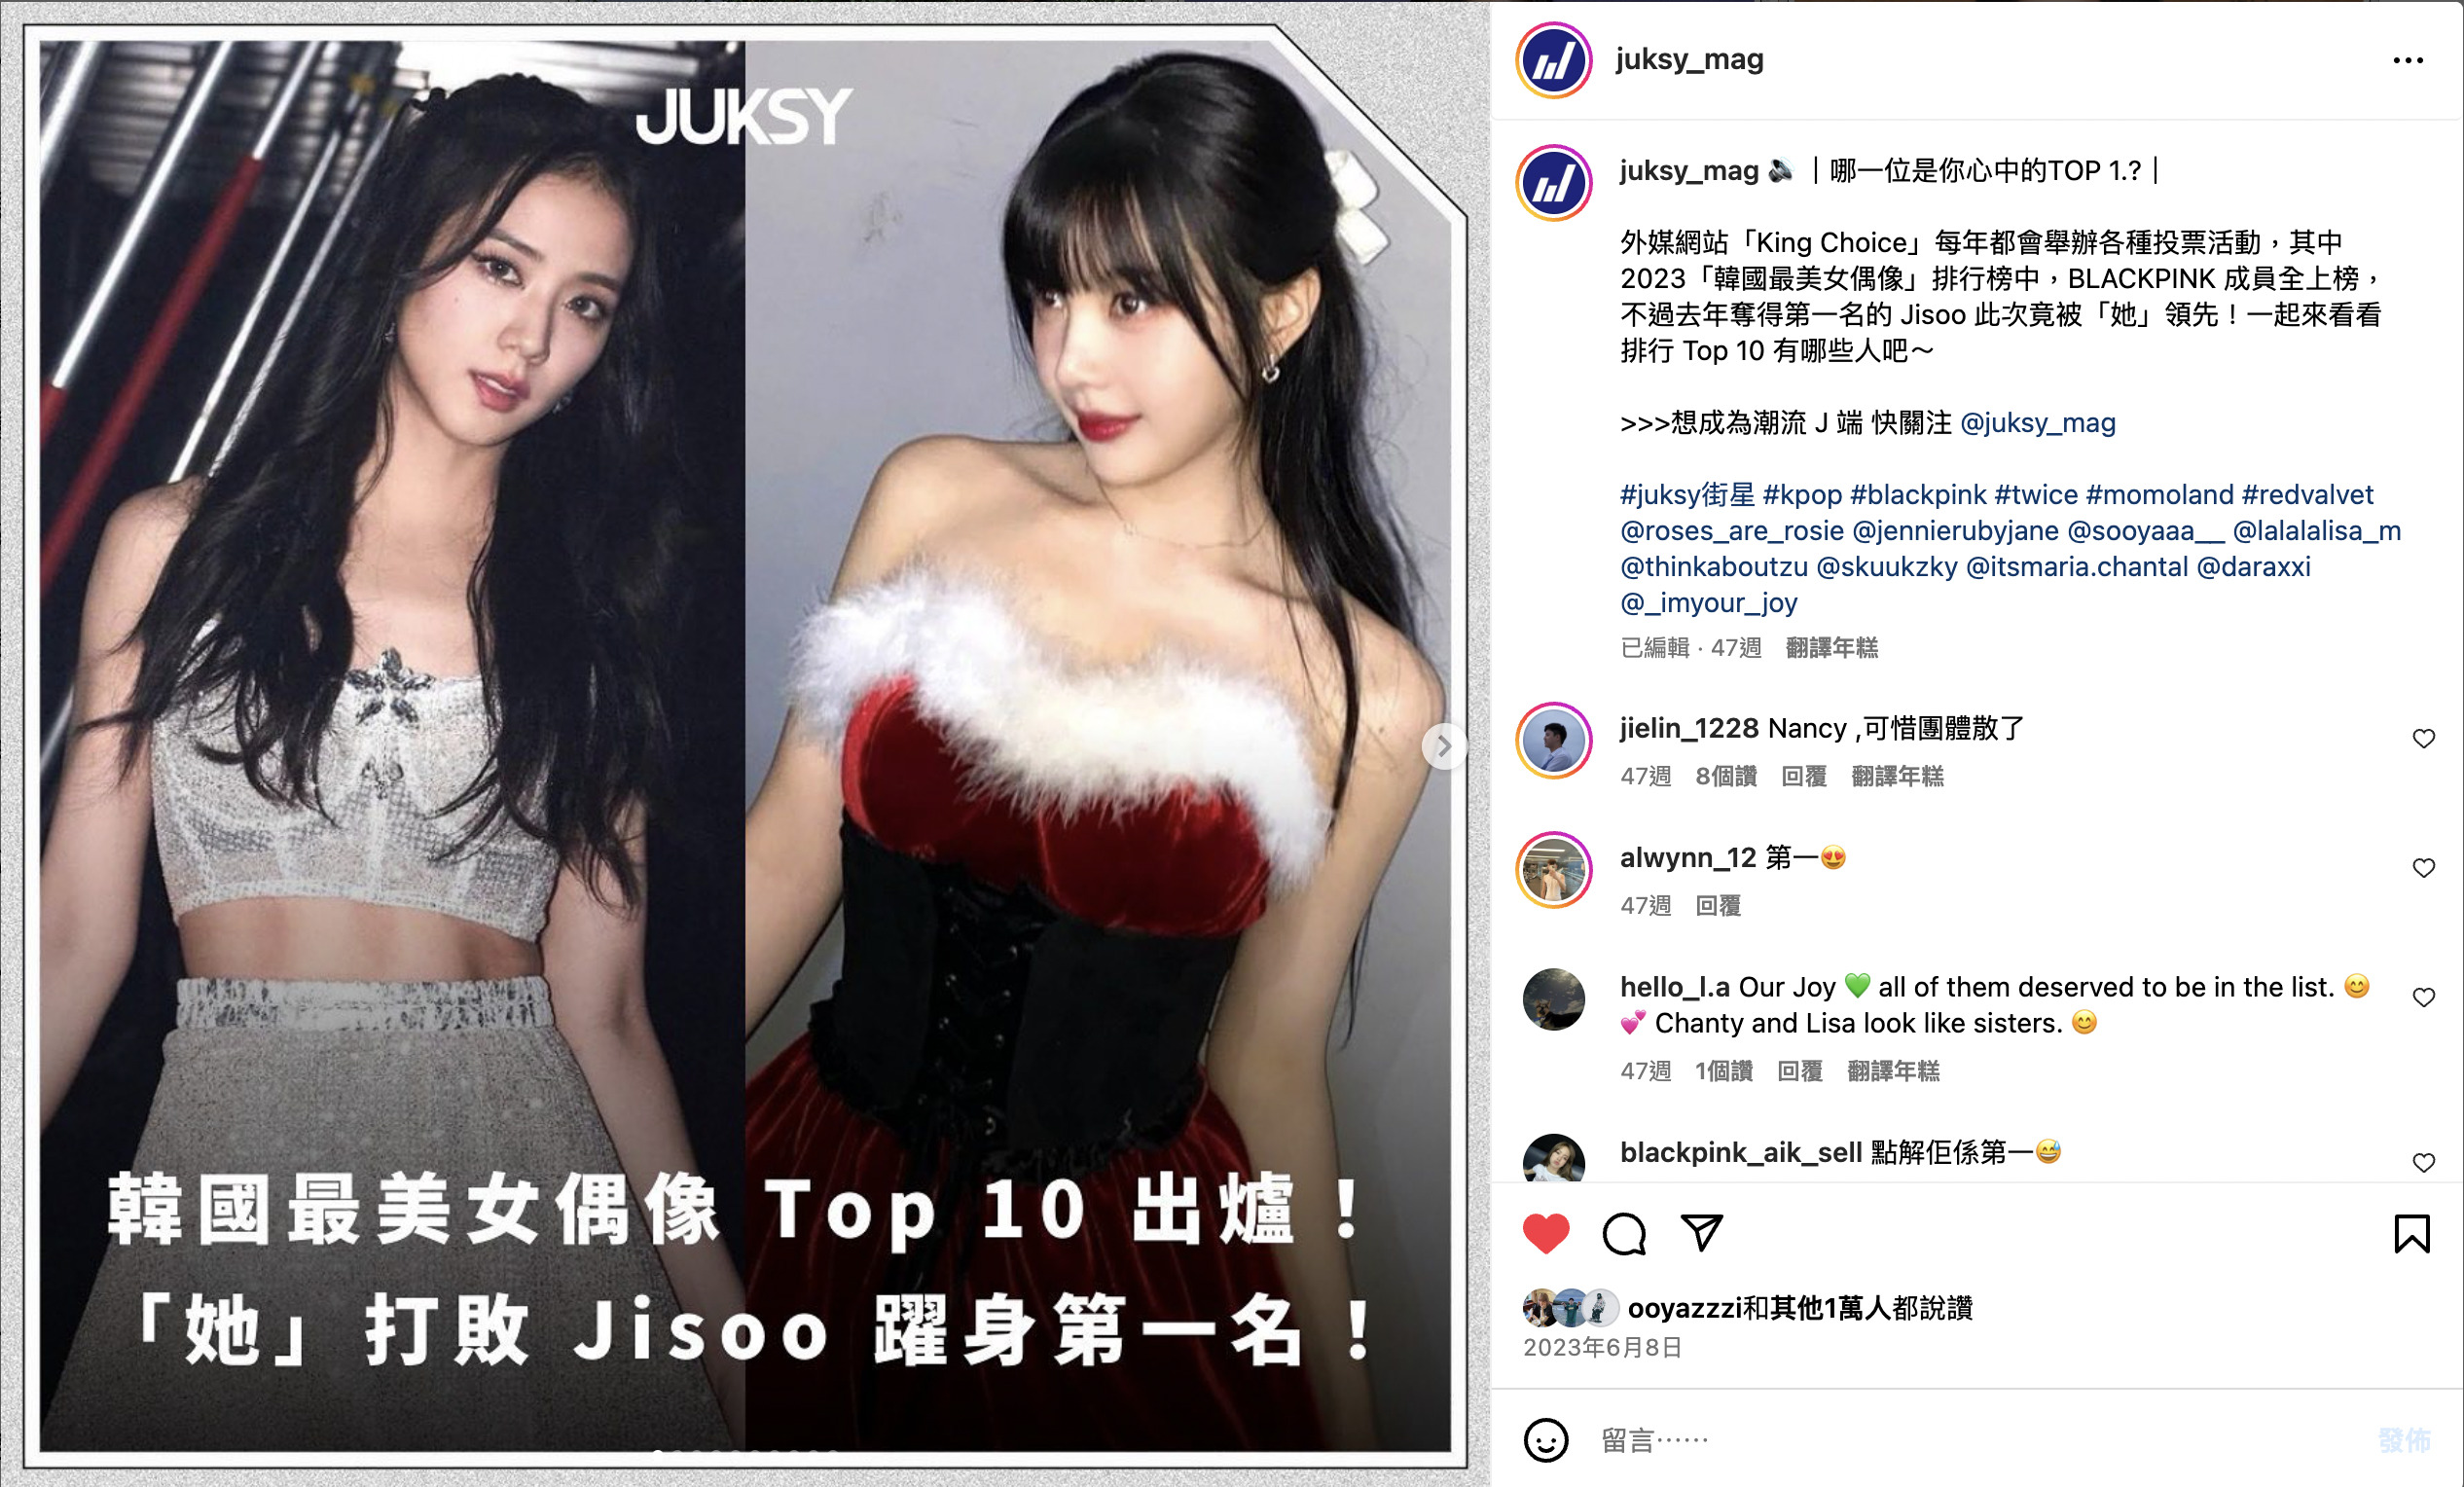 JUKSY
韓國最美女偶像 Top 10 出爐！
「她」打敗 Jisoo 躍身第一名！
juksy_mag
juksy_mag 🔊｜哪一位是你心中的TOP 1.?｜
外媒網站「King Choice」每年都會舉辦各種投票活動，其中
2023「韓國最美女偶像」排行榜中，BLACKPINK 成員全上榜，
不過去年奪得第一名的 Jisoo 此次竟被「她」領先！一起來看看
排行 Top 10 有哪些人吧～
>>>想成為潮流 J 端 快關注 @juksy_mag
#juksy街星 #kpop #blackpink #twice #momoland #redvalvet
@roses_are_rosie @jennierubyjane @sooyaaa__ @lalalalisa_m
@thinkaboutzu @skuukzky @itsmaria.chantal @daraxxi
@_imyour_joy
已編輯 · 47週 翻譯年糕
jielin_1228 Nancy ,可惜團體散了
47週 8個讚 回覆 翻譯年糕
alwynn_12 第一😍
47週 回覆
hello_l.a Our Joy 💚 all of them deserved to be in the list. 😊
💕 Chanty and Lisa look like sisters. 😊
47週 1個讚 回覆 翻譯年糕
blackpink_aik_sell 點解佢係第一😅
ooyazzzi和其他1萬人都說讚
2023年6月8日
留言⋯⋯
發佈